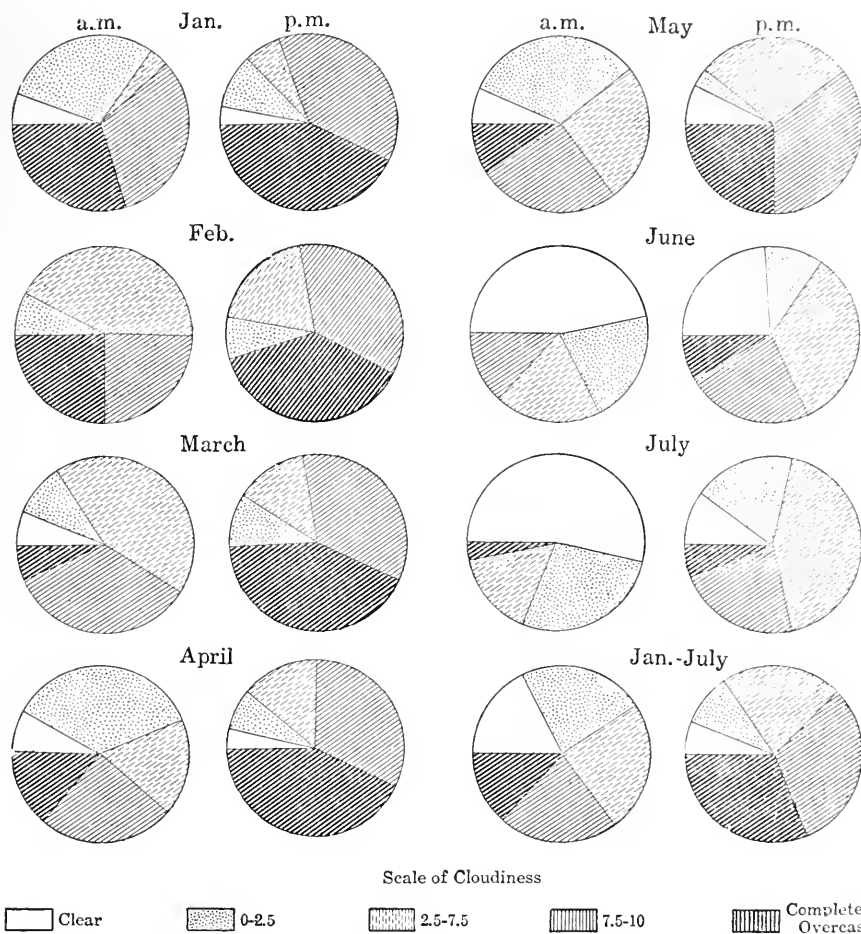 a.m. Jan. p.m. May p.m.
Feb. June
March July
April Jan.-July
Scale of Cloudiness
Clear 0-2.5 2.5-7.5 7.5-10 Complete